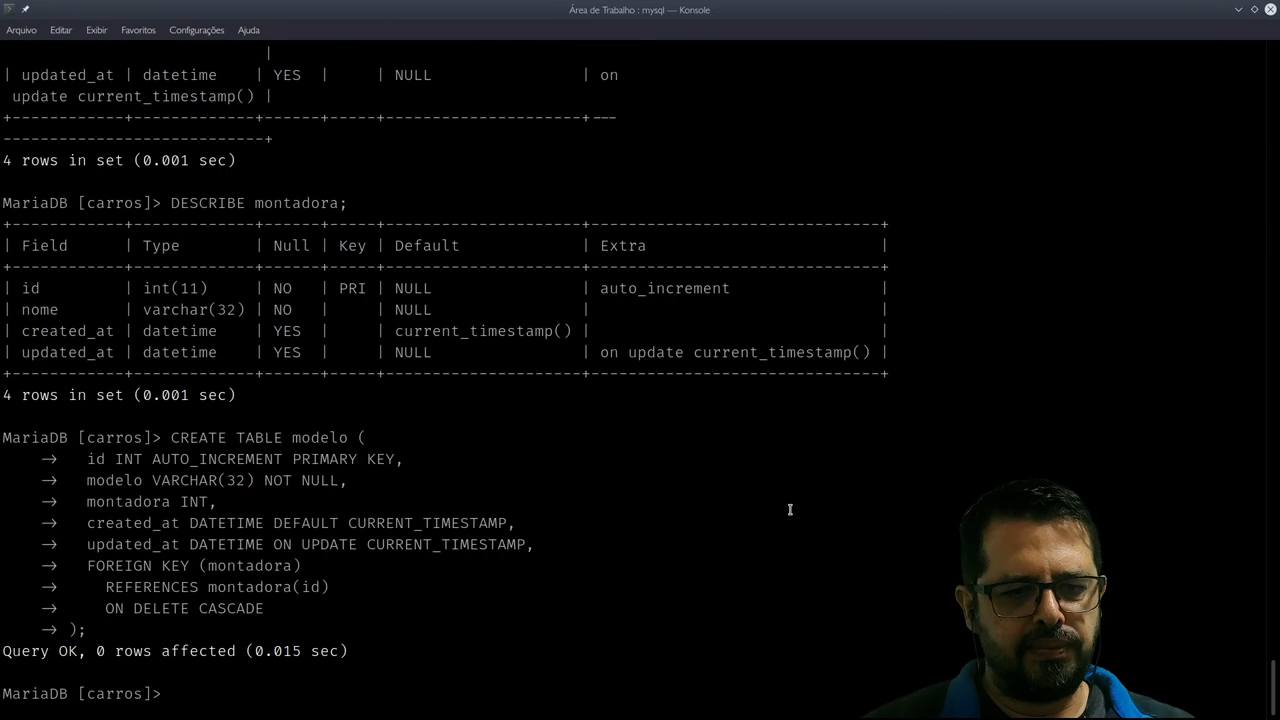 Área de Trabalho : mysql — Konsole
Arquivo Editar Exibir Favoritos Configurações Ajuda
|
| updated_at | datetime | YES | | NULL | on
update current_timestamp() |
+------------+-------------+------+-----+---------------------+---
-----------------------------+
4 rows in set (0.001 sec)
MariaDB [carros]> DESCRIBE montadora;
+------------+-------------+------+-----+---------------------+-------------------------------+
| Field | Type | Null | Key | Default | Extra |
+------------+-------------+------+-----+---------------------+-------------------------------+
| id | int(11) | NO | PRI | NULL | auto_increment |
| nome | varchar(32) | NO | | NULL | |
| created_at | datetime | YES | | current_timestamp() | |
| updated_at | datetime | YES | | NULL | on update current_timestamp() |
+------------+-------------+------+-----+---------------------+-------------------------------+
4 rows in set (0.001 sec)
MariaDB [carros]> CREATE TABLE modelo (
-> id INT AUTO_INCREMENT PRIMARY KEY,
-> modelo VARCHAR(32) NOT NULL,
-> montadora INT,
-> created_at DATETIME DEFAULT CURRENT_TIMESTAMP,
-> updated_at DATETIME ON UPDATE CURRENT_TIMESTAMP,
-> FOREIGN KEY (montadora)
-> REFERENCES montadora(id)
-> ON DELETE CASCADE
-> );
Query OK, 0 rows affected (0.015 sec)
MariaDB [carros]>